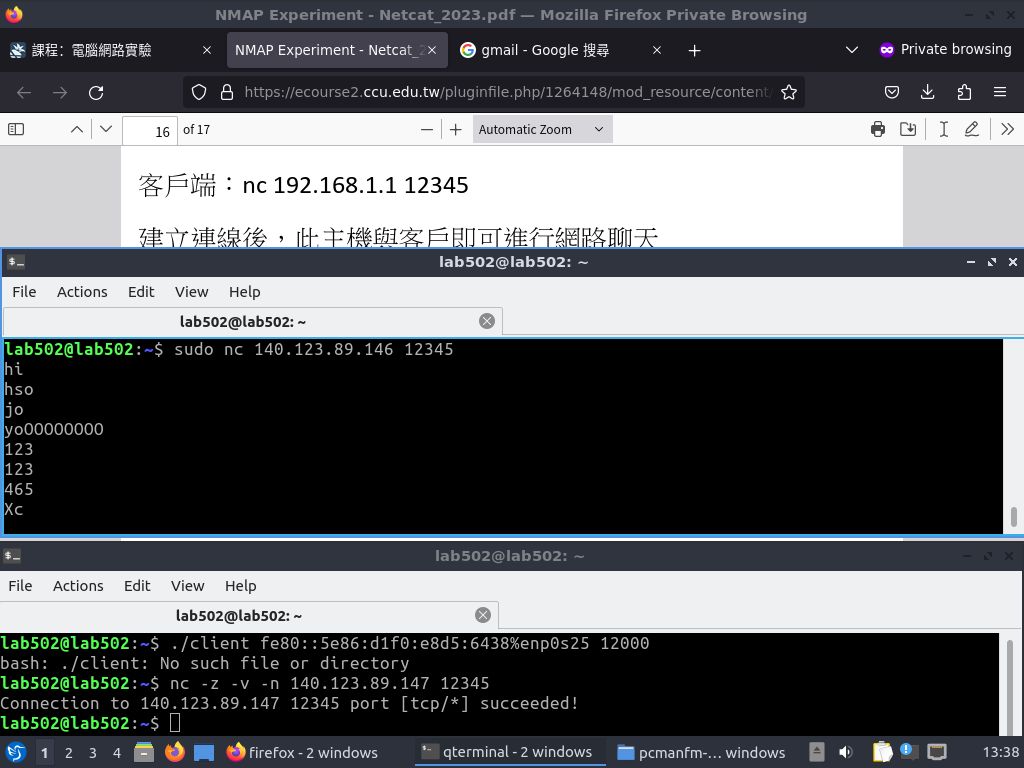 NMAP Experiment - Netcat_2023.pdf — Mozilla Firefox Private Browsing
課程：電腦網路實驗
NMAP Experiment - Netcat_2
gmail - Google 搜尋
Private browsing
https://ecourse2.ccu.edu.tw/pluginfile.php/1264148/mod_resource/content/
16 of 17
Automatic Zoom
客戶端：nc 192.168.1.1 12345
建立連線後，此主機與客戶即可進行網路聊天
lab502@lab502: ~
File Actions Edit View Help
lab502@lab502: ~
lab502@lab502:~$ sudo nc 140.123.89.146 12345
hi
hso
jo
yoOOOOOOOO
123
123
465
Xc
lab502@lab502: ~
File Actions Edit View Help
lab502@lab502: ~
lab502@lab502:~$ ./client fe80::5e86:d1f0:e8d5:6438%enp0s25 12000
bash: ./client: No such file or directory
lab502@lab502:~$ nc -z -v -n 140.123.89.147 12345
Connection to 140.123.89.147 12345 port [tcp/*] succeeded!
lab502@lab502:~$
1 2 3 4 firefox - 2 windows qterminal - 2 windows pcmanfm-... windows 13:38